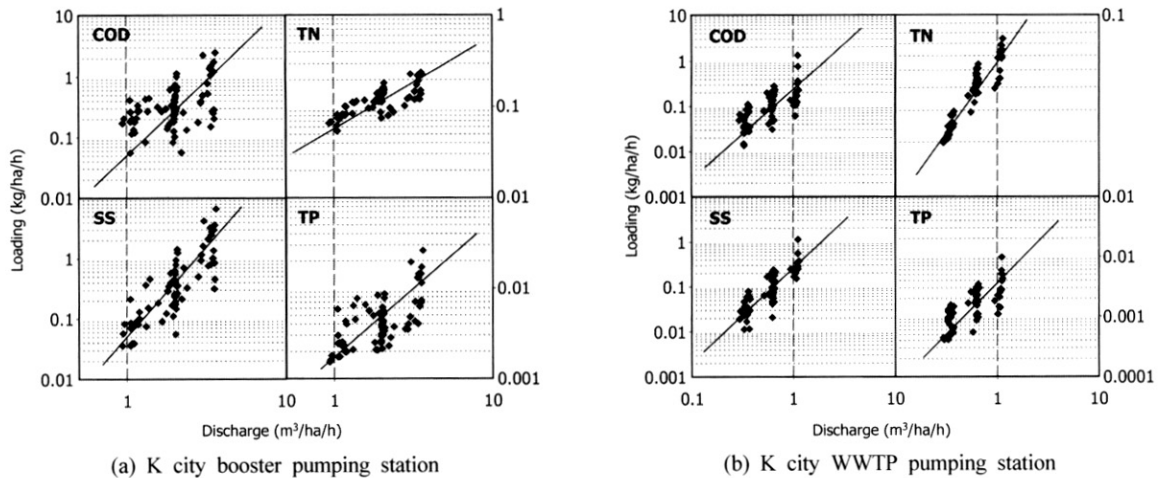 10
1
0.1
0.01
1
0.1
0.01
COD
TN
SS
TP
1
0.1
0.01
0.01
0.001
Loading (kg/ha/h)
1
10
1
10
Discharge (m³/ha/h)
(a) K city booster pumping station
10
1
0.1
0.01
0.001
1
0.1
0.01
0.001
COD
TN
SS
TP
0.1
0.01
0.001
0.0001
Loading (kg/ha/h)
0.1
1
10
1
10
Discharge (m³/ha/h)
(b) K city WWTP pumping station